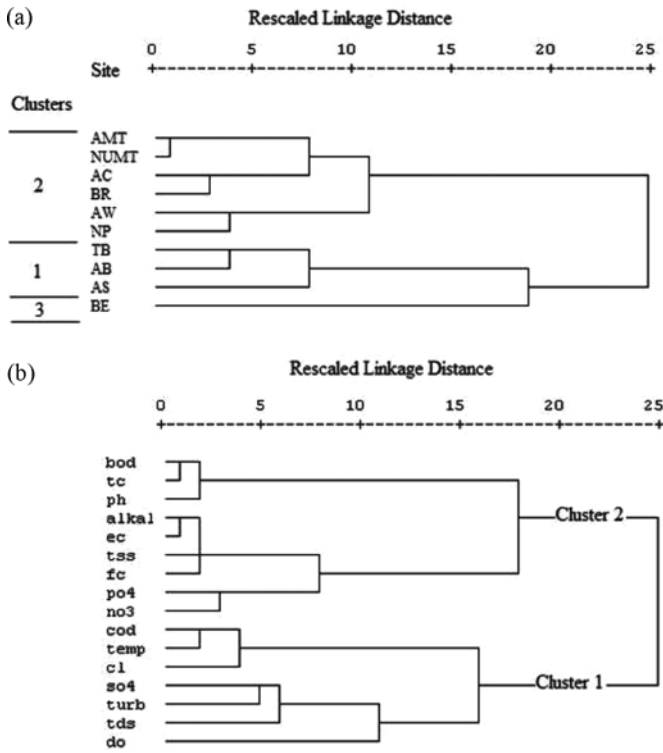 (a)
Rescaled Linkage Distance
0 5 10 15 20 25
Site
Clusters
AMT
NUMT
AC
2
BR
AW
NP
TB
1
AB
AS
3
BE
(b)
Rescaled Linkage Distance
0 5 10 15 20 25
bod
tc
ph
alkal
Cluster 2
ec
tss
fc
po4
no3
cod
temp
cl
so4
Cluster 1
turb
tds
do